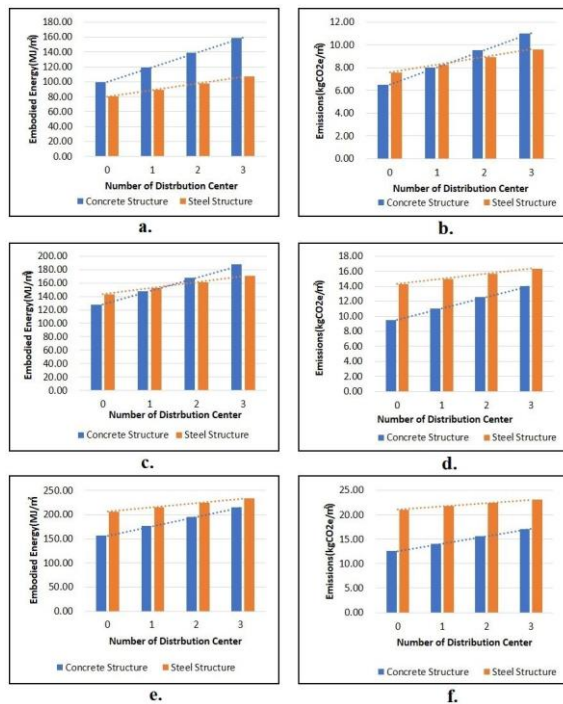 180.00
160.00
140.00
120.00
100.00
80.00
60.00
40.00
20.00
0.00
Embodied Energy(MJ/m²)
0 1 2 3
Number of Distrbution Center
Concrete Structure Steel Structure
a.
12.00
10.00
8.00
6.00
4.00
2.00
0.00
Emissions(kgCO2e/m²)
0 1 2 3
Number of Distribution Center
Concrete Structure Steel Structure
b.
200.00
180.00
160.00
140.00
120.00
100.00
80.00
60.00
40.00
20.00
0.00
Embodied Energy(MJ/m²)
0 1 2 3
Number of Distrbution Center
Concrete Structure Steel Structure
c.
18.00
16.00
14.00
12.00
10.00
8.00
6.00
4.00
2.00
0.00
Emissions(kgCO2e/m²)
0 1 2 3
Number of Distribution Center
Concrete Structure Steel Structure
d.
250.00
200.00
150.00
100.00
50.00
0.00
Embodied Energy(MJ/m²)
0 1 2 3
Number of Distrbution Center
Concrete Structure Steel Structure
e.
25.00
20.00
15.00
10.00
5.00
0.00
Emissions(kgCO2e/m²)
0 1 2 3
Number of Distribution Center
Concrete Structure Steel Structure
f.